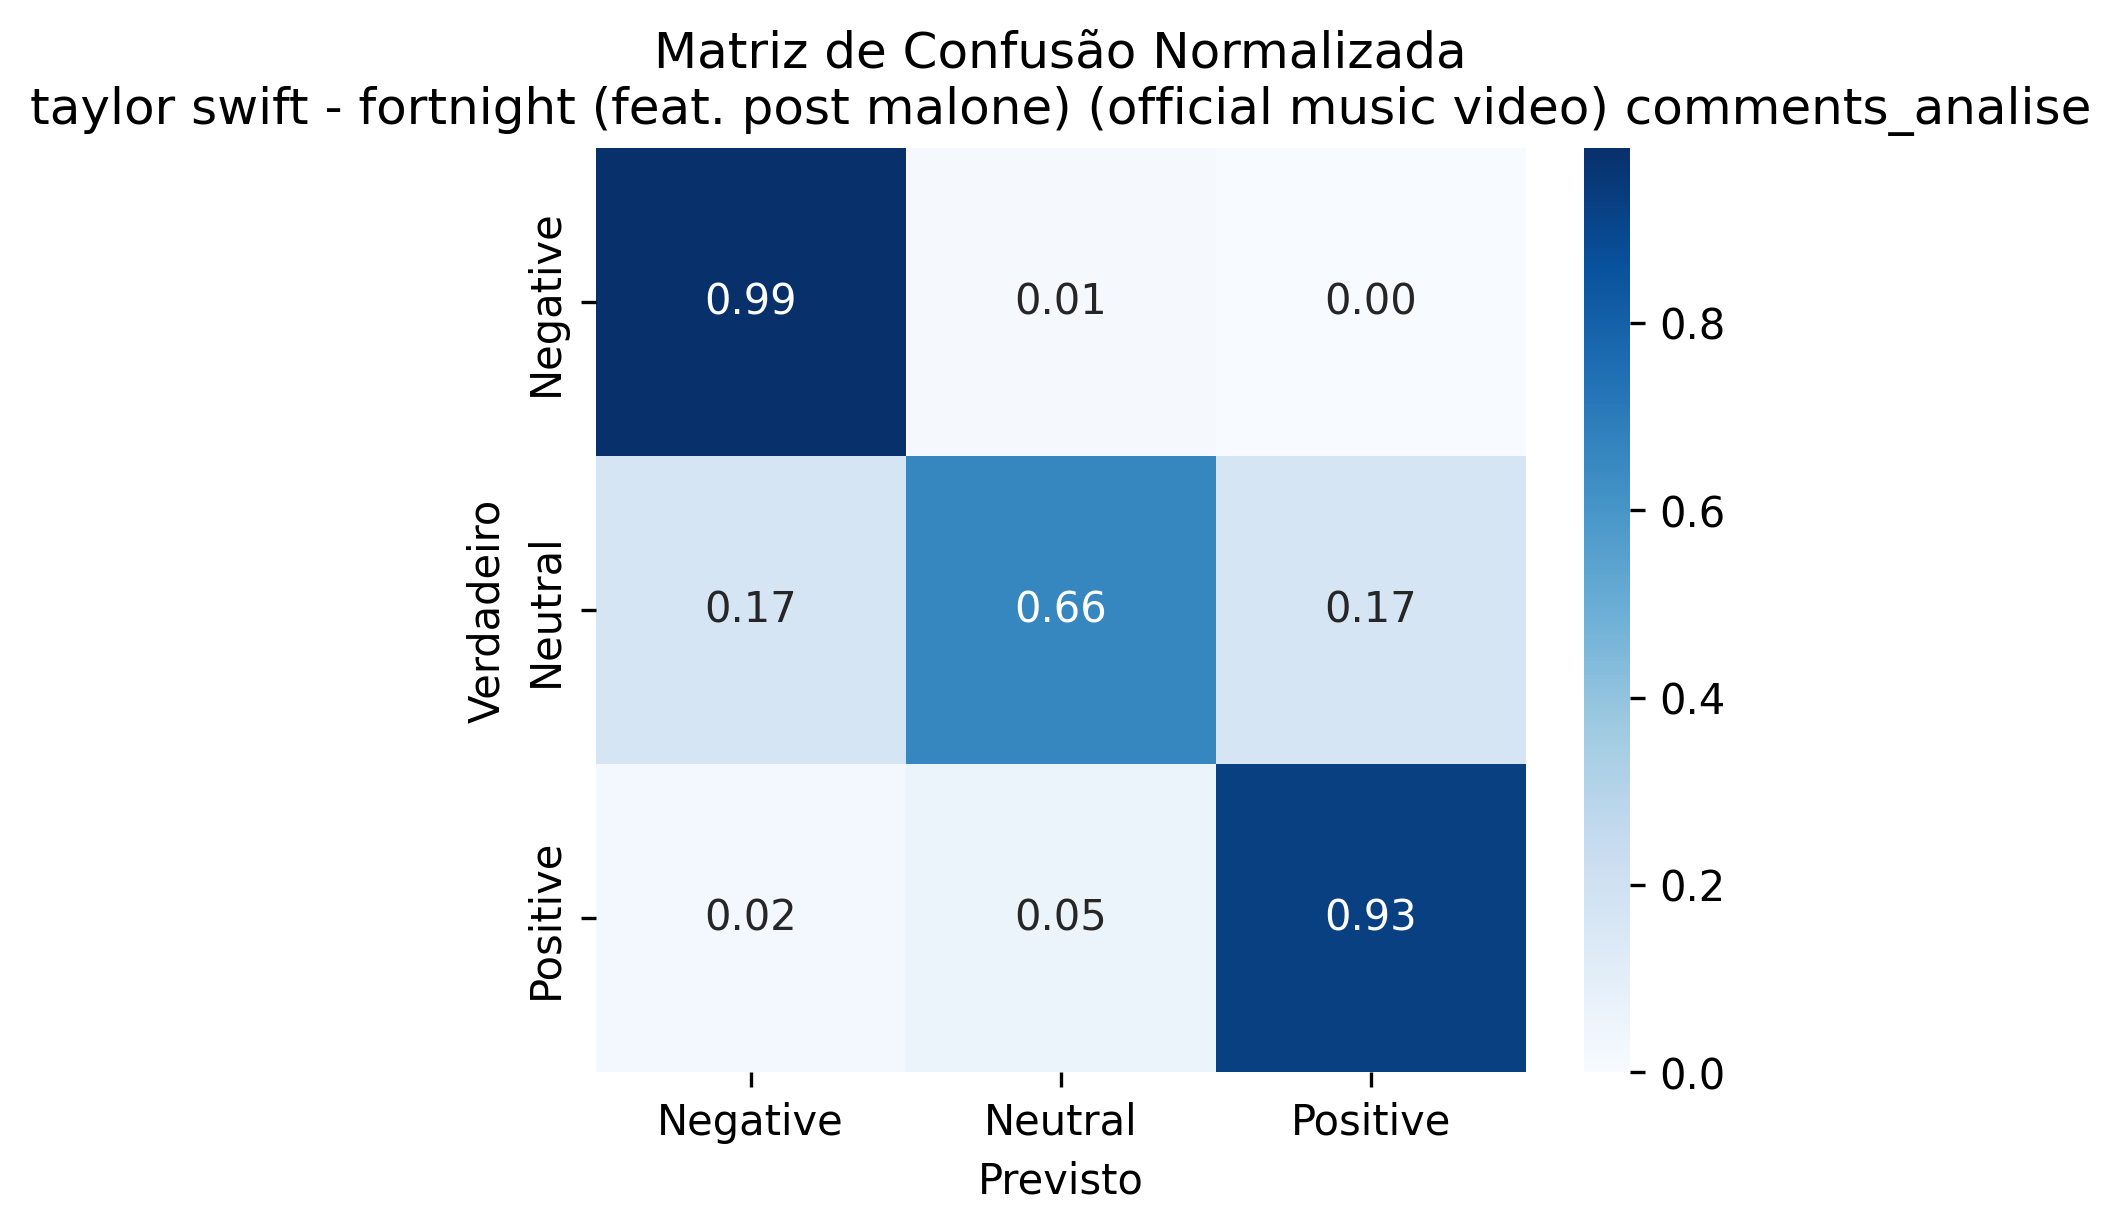 Matriz de Confusão Normalizada
taylor swift - fortnight (feat. post malone) (official music video) comments_analise
Verdadeiro
Negative
0.99 0.01 0.00
Neutral
0.17 0.66 0.17
Positive
0.02 0.05 0.93
Negative Neutral Positive
Previsto
0.8
0.6
0.4
0.2
0.0